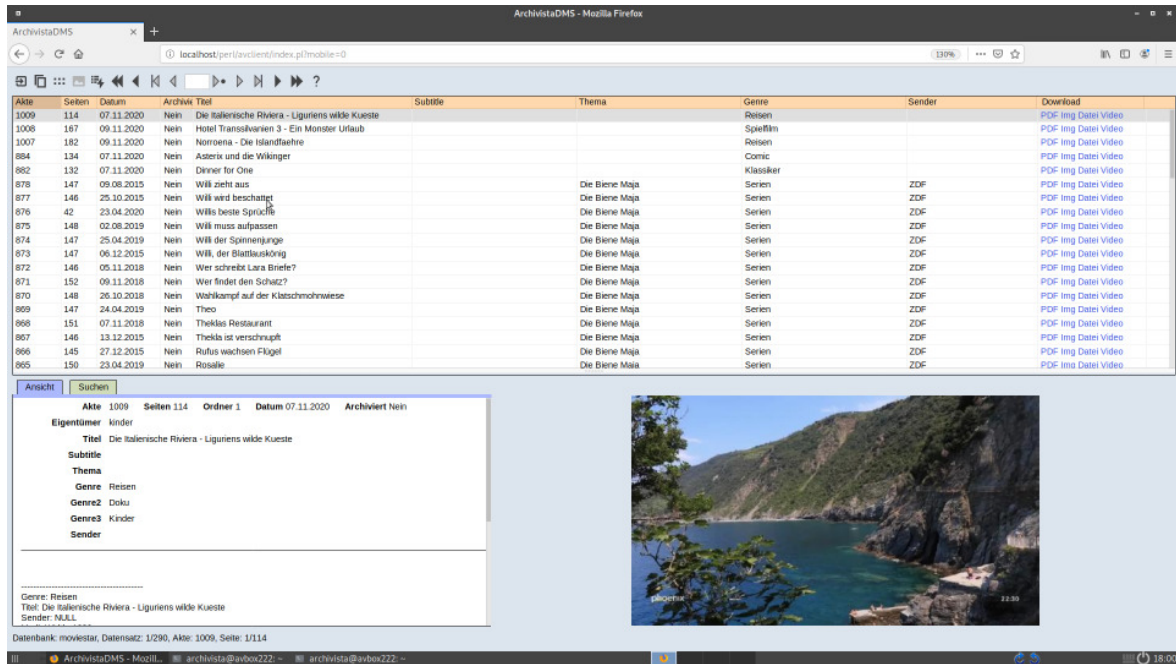 ArchivistaDMS - Mozilla Firefox
ArchivistaDMS × +
localhost/perl/avclient/index.pl?mobile=0 130%
?
Akte Seiten Datum Archivie Titel Subtitle Thema Genre Sender Download
1009 114 07.11.2020 Nein Die Italienische Riviera - Liguriens wilde Kueste Reisen PDF Img Datei Video
1008 167 09.11.2020 Nein Hotel Transsilvanien 3 - Ein Monster Urlaub Spielfilm PDF Img Datei Video
1007 182 09.11.2020 Nein Norroena - Die Islandfaehre Reisen PDF Img Datei Video
884 134 07.11.2020 Nein Asterix und die Wikinger Comic PDF Img Datei Video
882 132 07.11.2020 Nein Dinner for One Klassiker PDF Img Datei Video
878 147 09.08.2015 Nein Willi zieht aus Die Biene Maja Serien ZDF PDF Img Datei Video
877 146 25.10.2015 Nein Willi wird beschattet Die Biene Maja Serien ZDF PDF Img Datei Video
876 42 23.04.2020 Nein Willis beste Sprüche Die Biene Maja Serien ZDF PDF Img Datei Video
875 148 02.08.2019 Nein Willi muss aufpassen Die Biene Maja Serien ZDF PDF Img Datei Video
874 147 25.04.2019 Nein Willi der Spinnenjunge Die Biene Maja Serien ZDF PDF Img Datei Video
873 147 06.12.2015 Nein Willi, der Blattlauskönig Die Biene Maja Serien ZDF PDF Img Datei Video
872 146 05.11.2018 Nein Wer schreibt Lara Briefe? Die Biene Maja Serien ZDF PDF Img Datei Video
871 152 09.11.2018 Nein Wer findet den Schatz? Die Biene Maja Serien ZDF PDF Img Datei Video
870 148 26.10.2018 Nein Wahlkampf auf der Klatschmohnwiese Die Biene Maja Serien ZDF PDF Img Datei Video
869 147 24.04.2019 Nein Theo Die Biene Maja Serien ZDF PDF Img Datei Video
868 151 07.11.2018 Nein Theklas Restaurant Die Biene Maja Serien ZDF PDF Img Datei Video
867 146 13.12.2015 Nein Thekla ist verschnupft Die Biene Maja Serien ZDF PDF Img Datei Video
866 145 27.12.2015 Nein Rufus wachsen Flügel Die Biene Maja Serien ZDF PDF Img Datei Video
865 150 23.04.2019 Nein Rosalie Die Biene Maja Serien ZDF PDF Img Datei Video
Ansicht Suchen
Akte 1009 Seiten 114 Ordner 1 Datum 07.11.2020 Archiviert Nein
Eigentümer kinder
Titel Die Italienische Riviera - Liguriens wilde Kueste
Subtitle
Thema
Genre Reisen
Genre2 Doku
Genre3 Kinder
Sender
----------------------------------------
Genre: Reisen
Titel: Die Italienische Riviera - Liguriens wilde Kueste
Sender: NULL
phoenix 22:30
Datenbank: moviestar, Datensatz: 1/290, Akte: 1009, Seite: 1/114
ArchivistaDMS - Mozill... archivista@avbox222: ~ archivista@avbox222: ~ 18:00